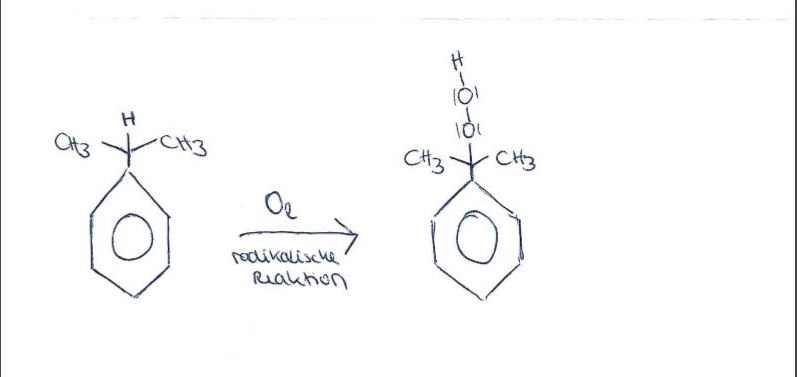 H
CH3 CH3
O2
radikalische
Reaktion
H
|O|
|O|
CH3 CH3